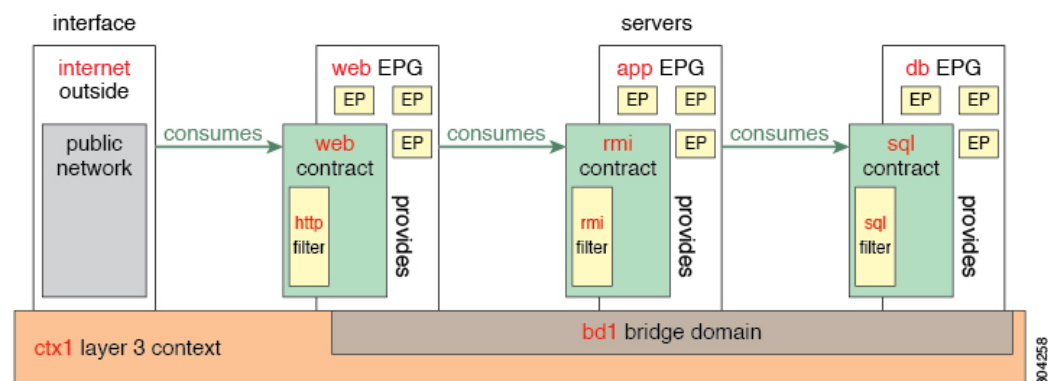 interface
servers
internet
outside
public
network
consumes
web EPG
EP
EP
EP
web
contract
http
filter
provides
consumes
app EPG
EP
EP
EP
rmi
contract
rmi
filter
provides
consumes
db EPG
EP
EP
EP
sql
contract
sql
filter
provides
ctx1 layer 3 context
bd1 bridge domain